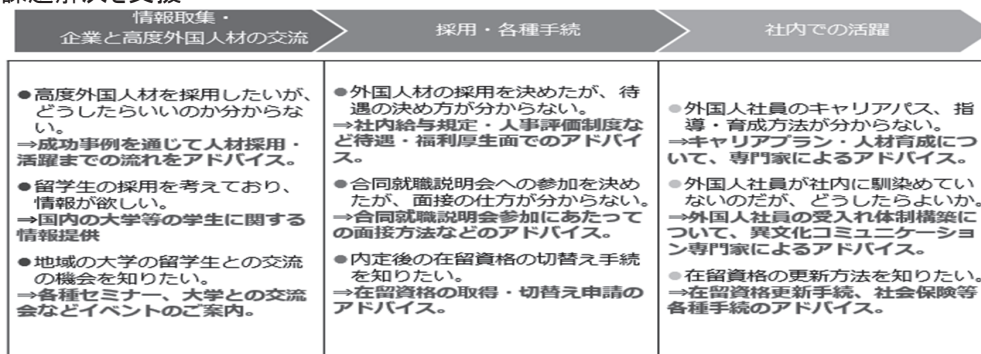 課題解決を支援
情報収集・
企業と高度外国人材の交流
採用・各種手続
社内での活躍
●高度外国人材を採用したいが、
どうしたらいいのか分からな
い。
⇒成功事例を通じて人材採用・
活躍までの流れをアドバイス。
●留学生の採用を考えており、
情報が欲しい。
⇒国内の大学等の学生に関する
情報提供
●地域の大学の留学生との交流
の機会を知りたい。
⇒各種セミナー、大学との交流
会などイベントのご案内。
●外国人材の採用を決めたが、待
遇の決め方が分からない。
⇒社内給与規定・人事評価制度な
ど待遇・福利厚生面でのアドバイ
ス。
●合同就職説明会への参加を決め
たが、面接の仕方が分からない。
⇒合同就職説明会参加にあたって
の面接方法などのアドバイス。
●内定後の在留資格の切替え手続
を知りたい。
⇒在留資格の取得・切替え申請の
アドバイス。
●外国人社員のキャリアパス、指
導・育成方法が分からない。
⇒キャリアプラン・人材育成につ
いて、専門家によるアドバイス。
●外国人社員が社内に馴染めてい
ないのだが、どうしたらよいか。
⇒外国人社員の受入れ体制構築に
ついて、異文化コミュニケーショ
ン専門家によるアドバイス。
●在留資格の更新方法を知りたい。
⇒在留資格更新手続、社会保険等
各種手続のアドバイス。